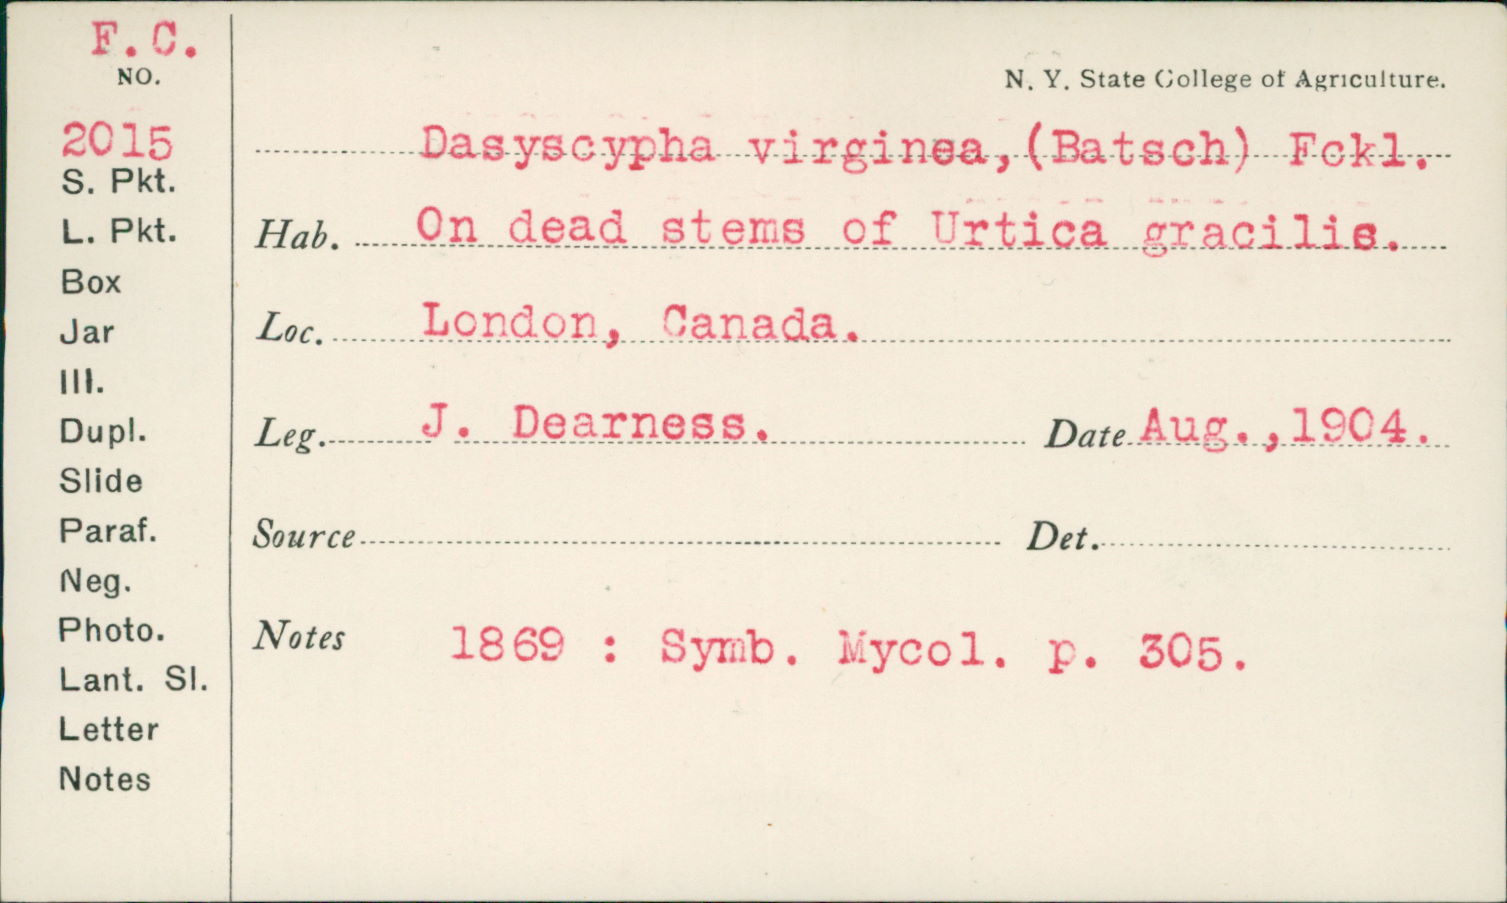 F.C.
NO.
N. Y. State College of Agriculture.
2015
Dasyscypha virginea, (Batsch) Fckl.
S. Pkt.
L. Pkt.
Hab. On dead stems of Urtica gracilis.
Box
Jar
Loc. London, Canada.
Ill.
Dupl.
Leg. J. Dearness. Date Aug.,1904.
Slide
Paraf.
Source Det.
Neg.
Photo.
Notes 1869 : Symb. Mycol. p. 305.
Lant. Sl.
Letter
Notes